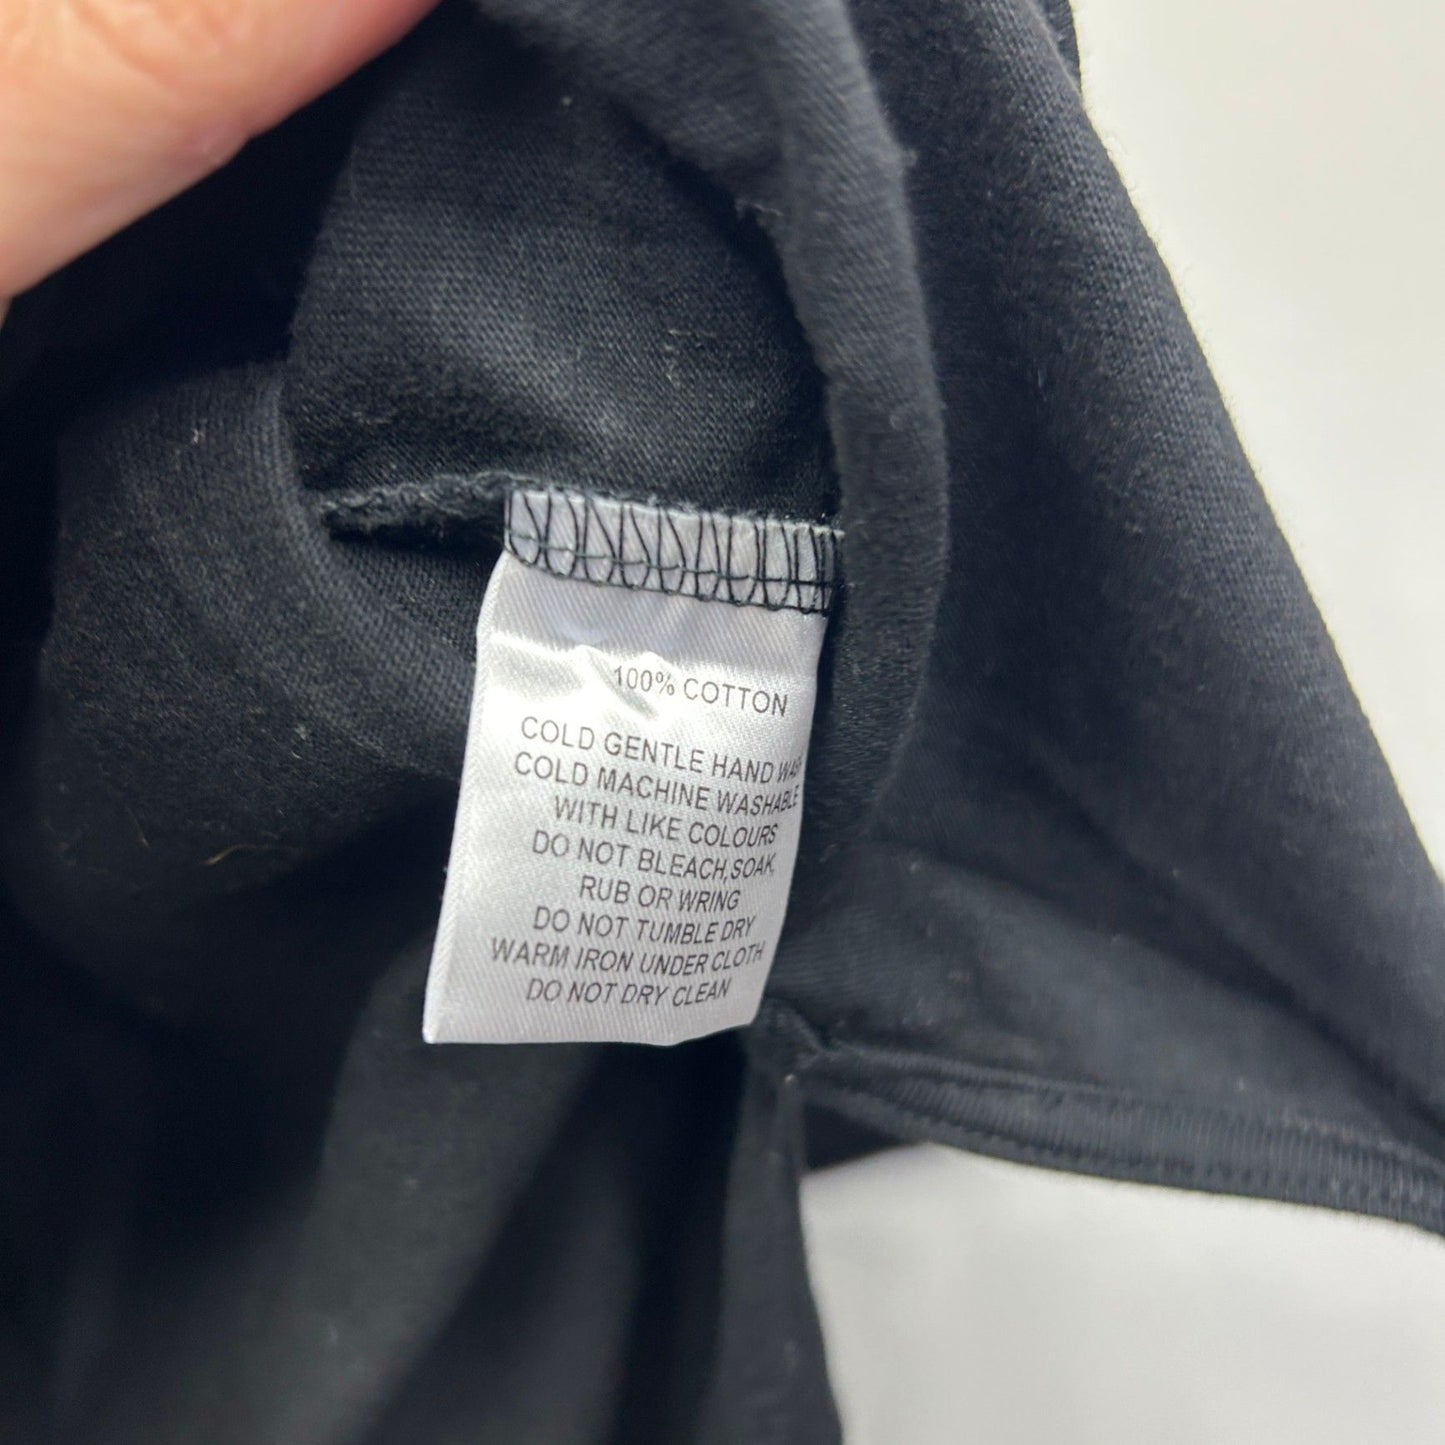 100% COTTON
COLD GENTLE HAND WASH
COLD MACHINE WASHABLE
WITH LIKE COLOURS
DO NOT BLEACH,SOAK,
RUB OR WRING
DO NOT TUMBLE DRY
WARM IRON UNDER CLOTH
DO NOT DRY CLEAN